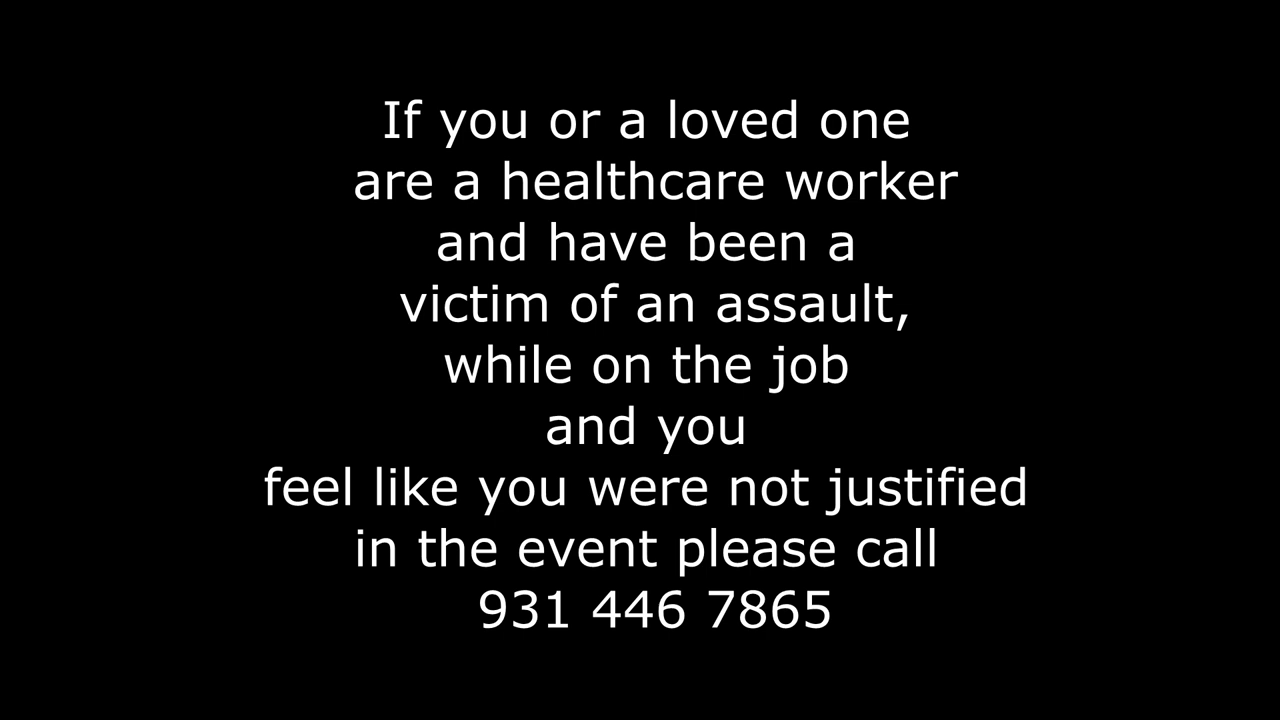 If you or a loved one
are a healthcare worker
and have been a
victim of an assault,
while on the job
and you
feel like you were not justified
in the event please call
931 446 7865